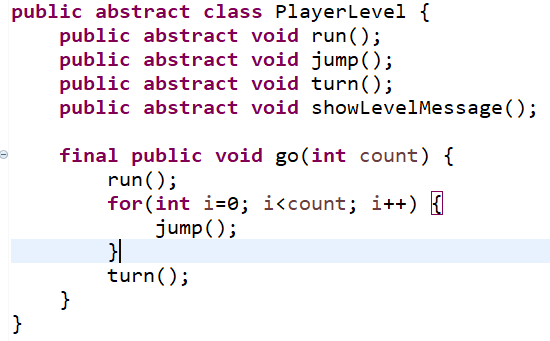 public abstract class PlayerLevel {
    public abstract void run();
    public abstract void jump();
    public abstract void turn();
    public abstract void showLevelMessage();

    final public void go(int count) {
        run();
        for(int i=0; i<count; i++) {
            jump();
        }
        turn();
    }
}